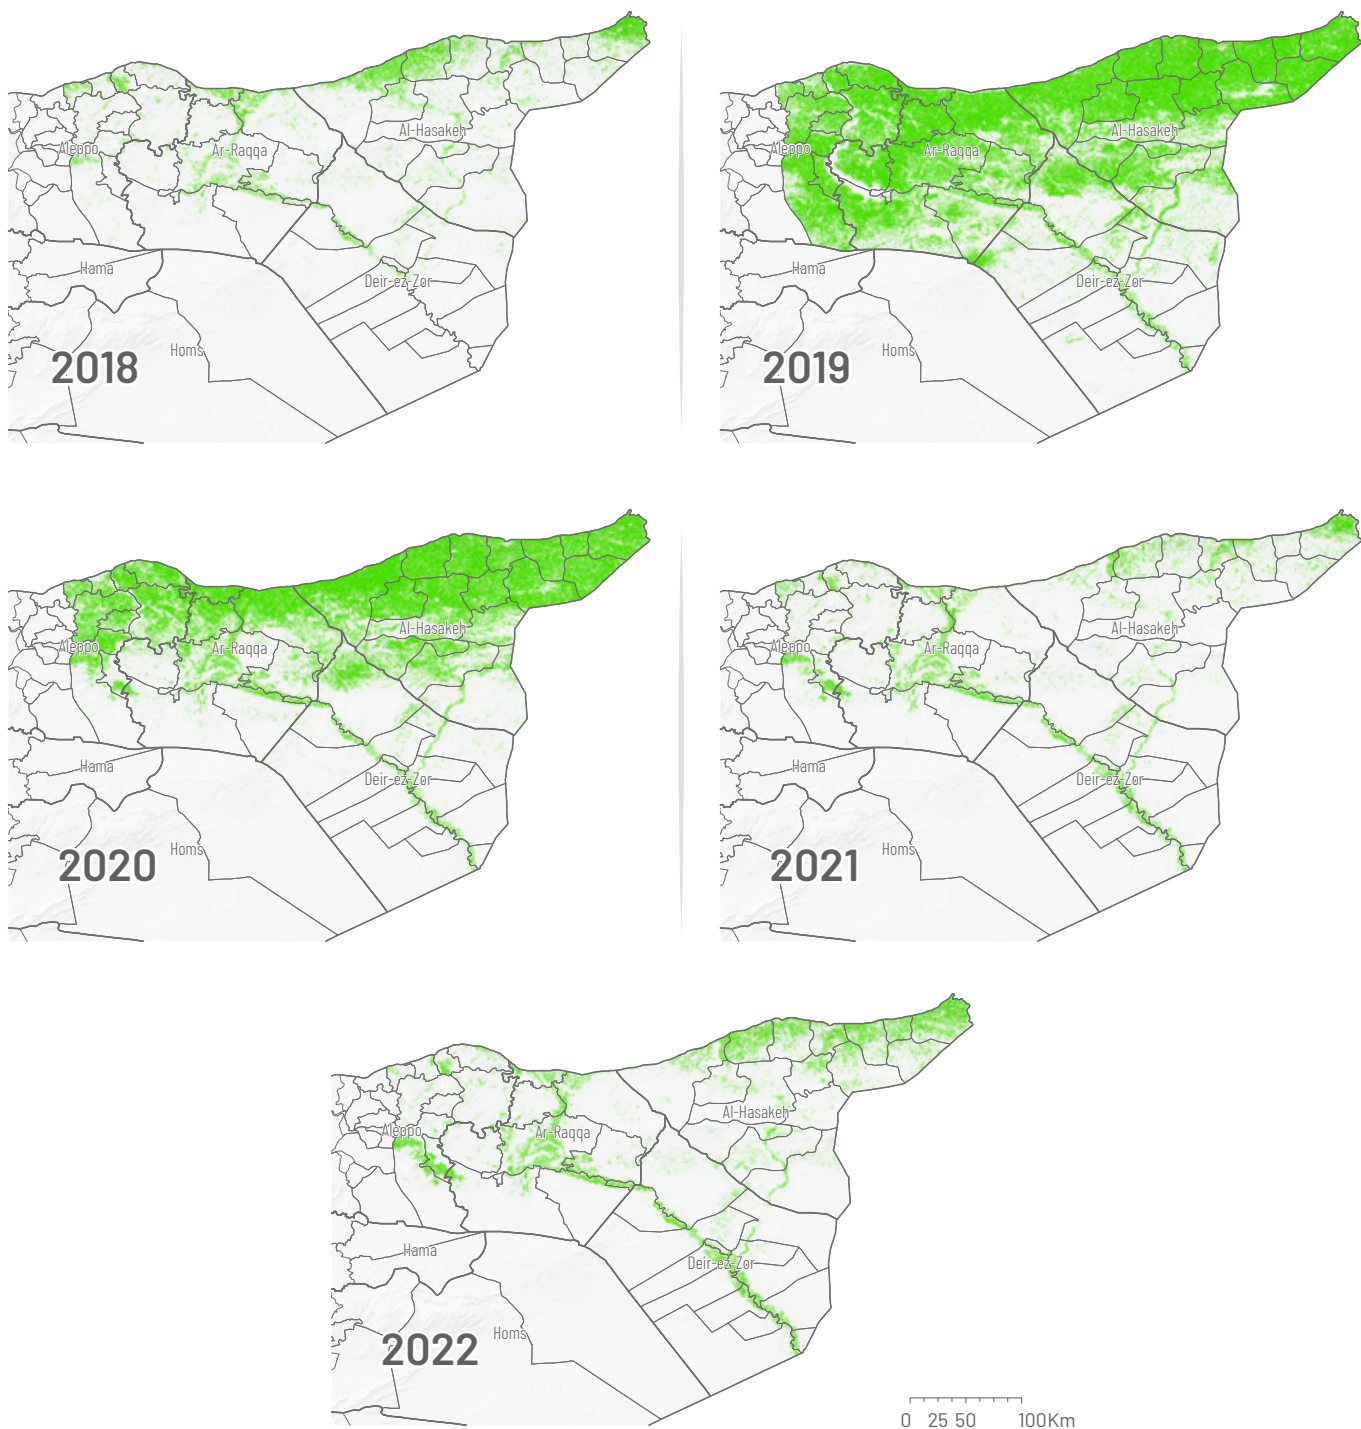 Al-Hasakeh
Aleppo
Ar-Raqqa
Hama
Deir-ez-Zor
Homs
2018
Al-Hasakeh
Aleppo
Ar-Raqqa
Hama
Deir-ez-Zor
Homs
2019
Al-Hasakeh
Aleppo
Ar-Raqqa
Hama
Deir-ez-Zor
Homs
2020
Al-Hasakeh
Aleppo
Ar-Raqqa
Hama
Deir-ez-Zor
Homs
2021
Al-Hasakeh
Aleppo
Ar-Raqqa
Hama
Deir-ez-Zor
Homs
2022
0 25 50 100Km